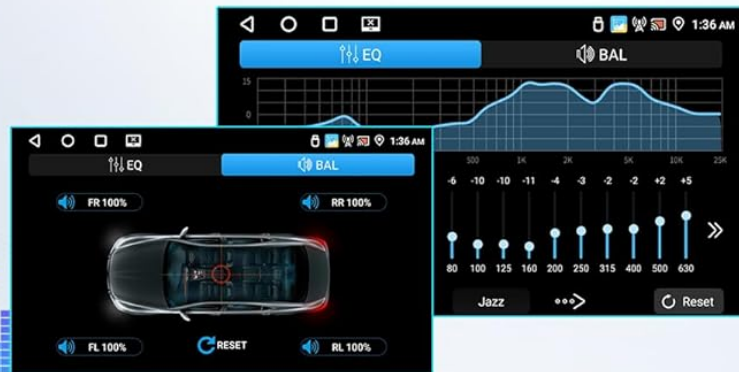 1:36 AM
EQ
BAL
15
0
500 1K 2K 5K 10K 25K
-6 -10 -10 -11 -4 -3 -2 -2 +2 +5
80 100 125 160 200 250 315 400 500 630
Jazz
Reset
1:36 AM
EQ
BAL
FR 100%
RR 100%
FL 100%
RESET
RL 100%